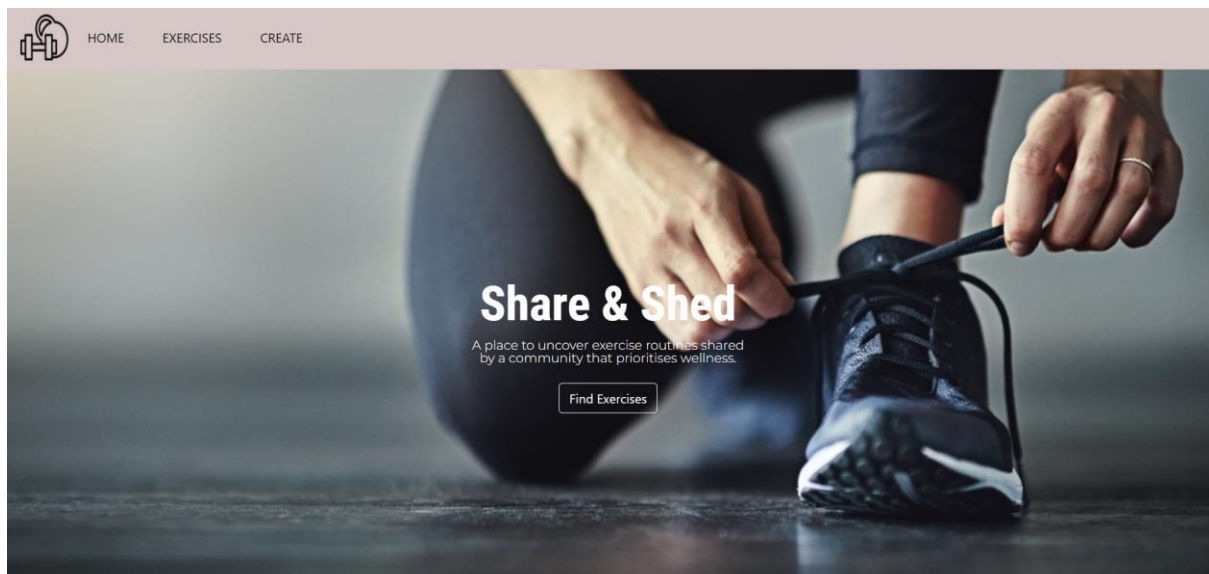 HOME
EXERCISES
CREATE
Share & Shed
A place to uncover exercise routines shared
by a community that prioritises wellness.
Find Exercises